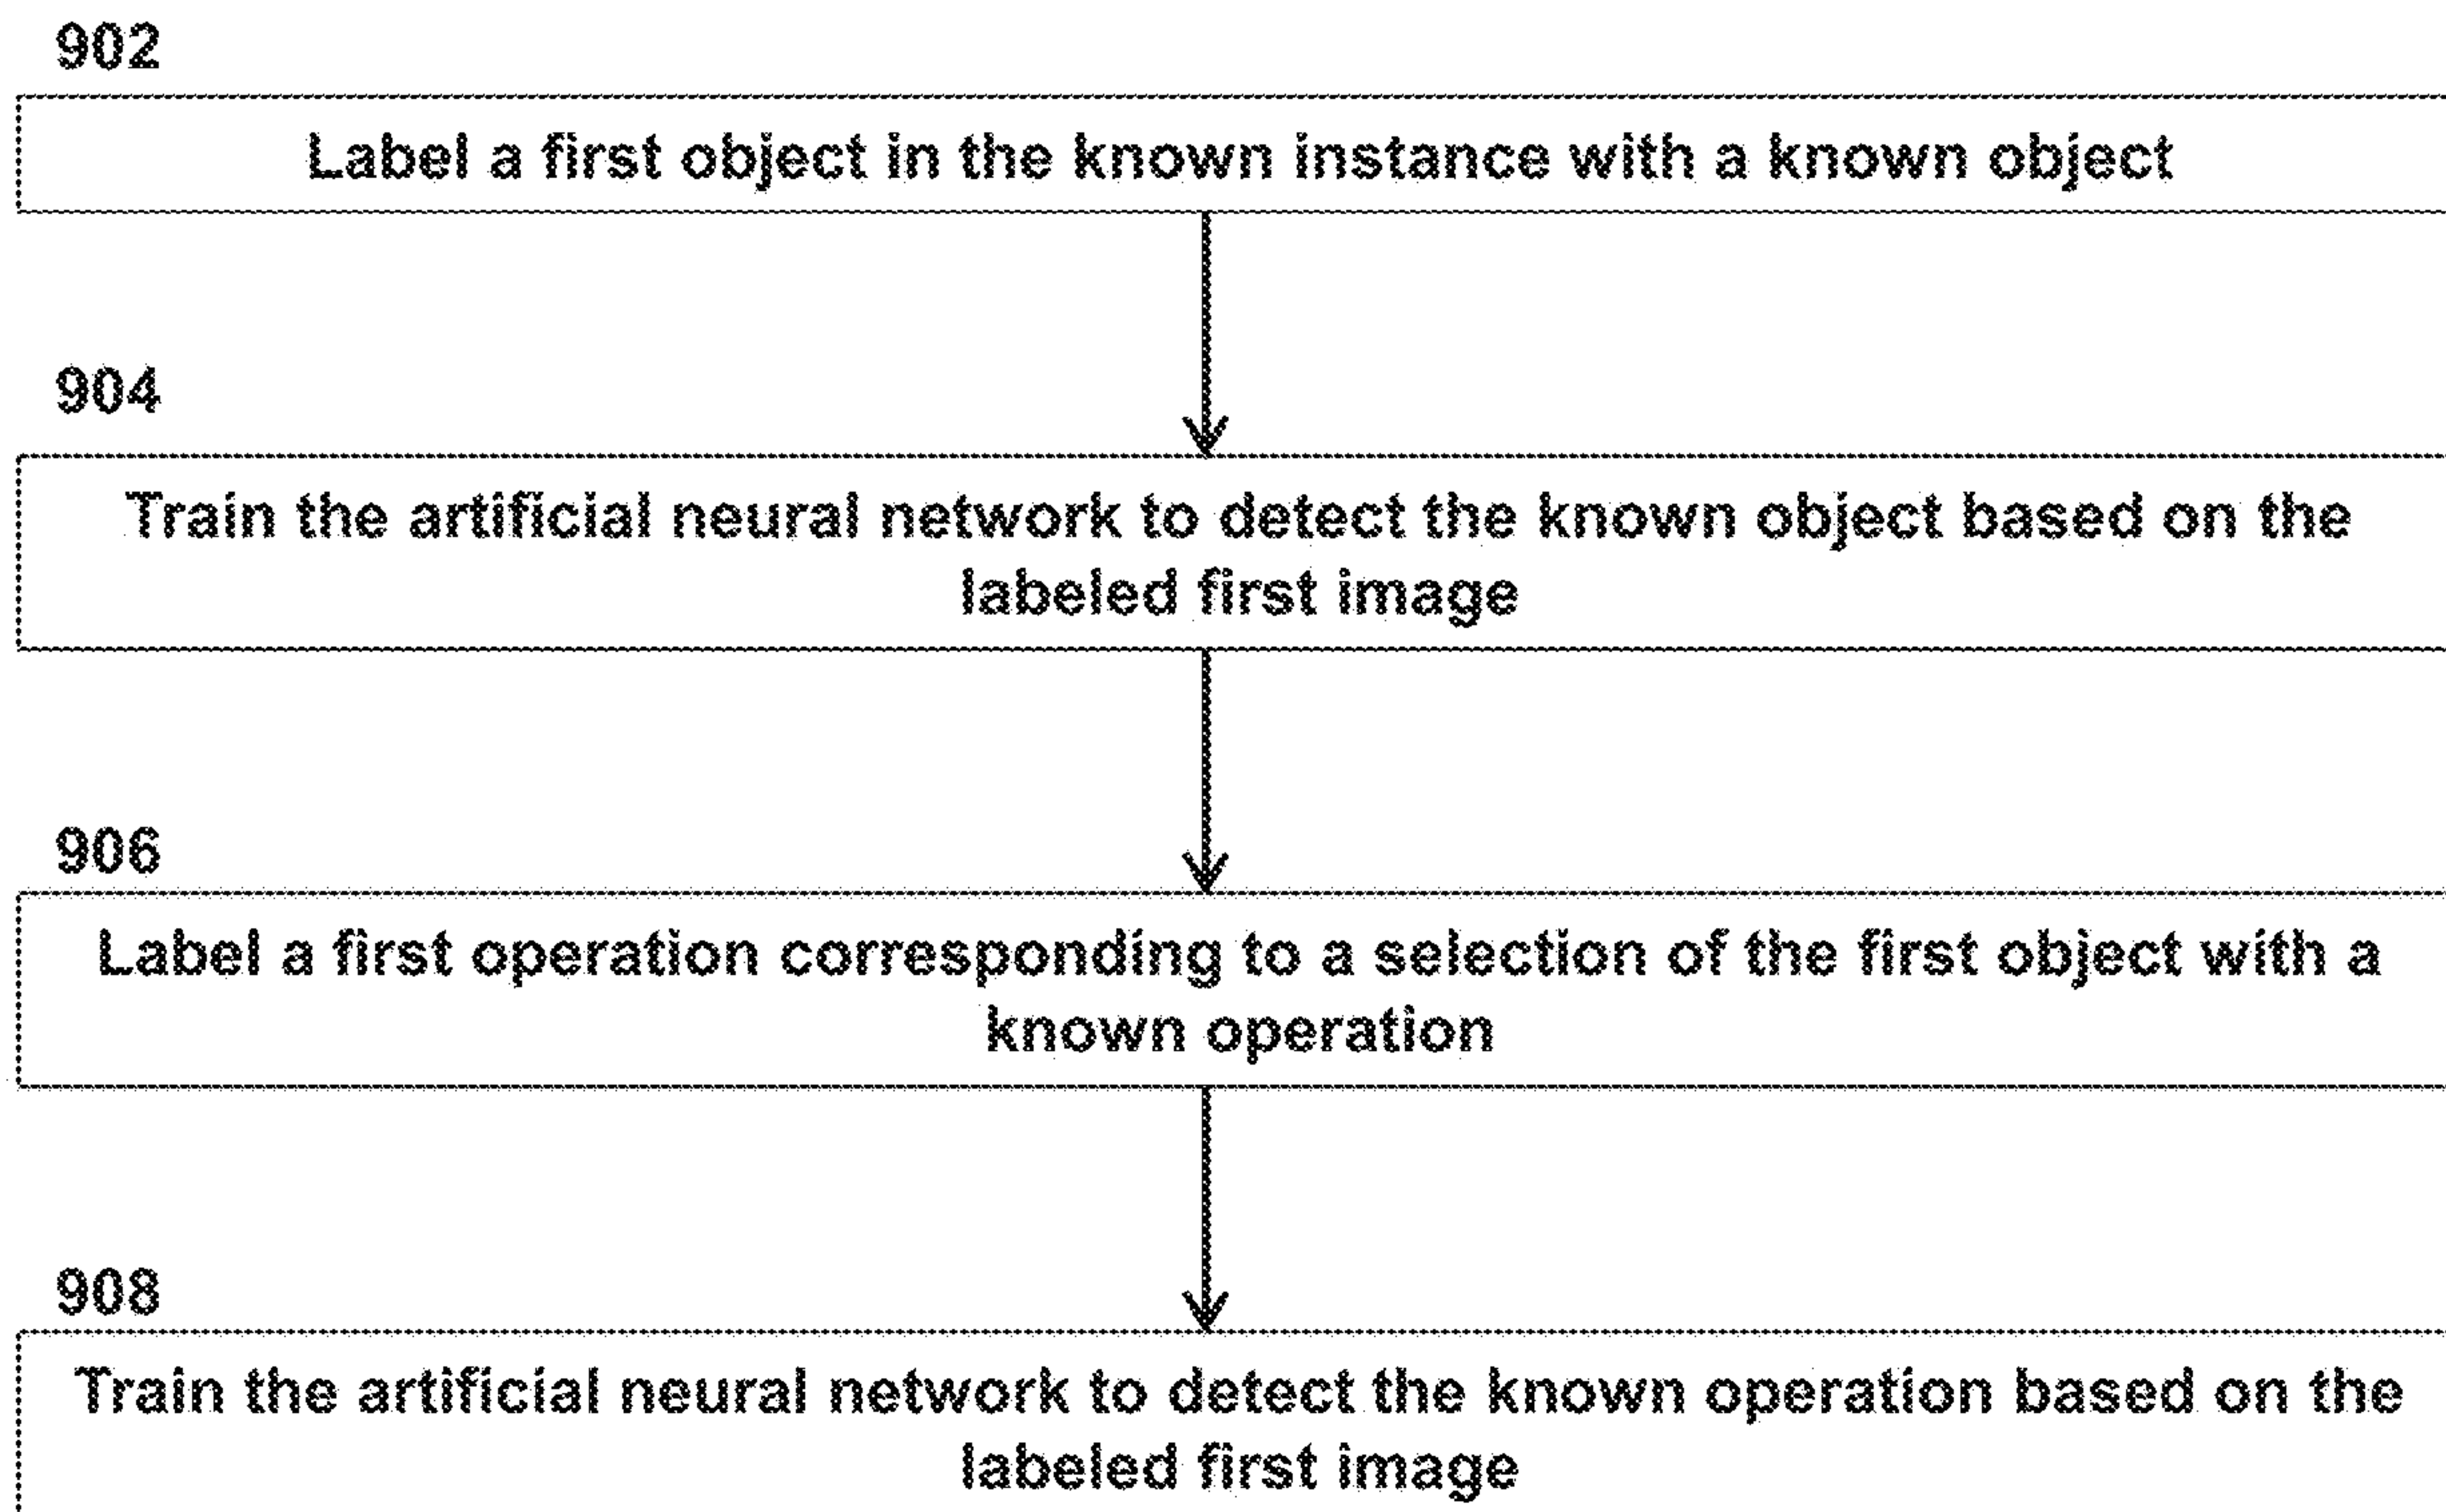 902
Label a first object in the known instance with a known object
904
Train the artificial neural network to detect the known object based on the
labeled first image
906
Label a first operation corresponding to a selection of the first object with a
known operation
908
Train the artificial neural network to detect the known operation based on the
labeled first image